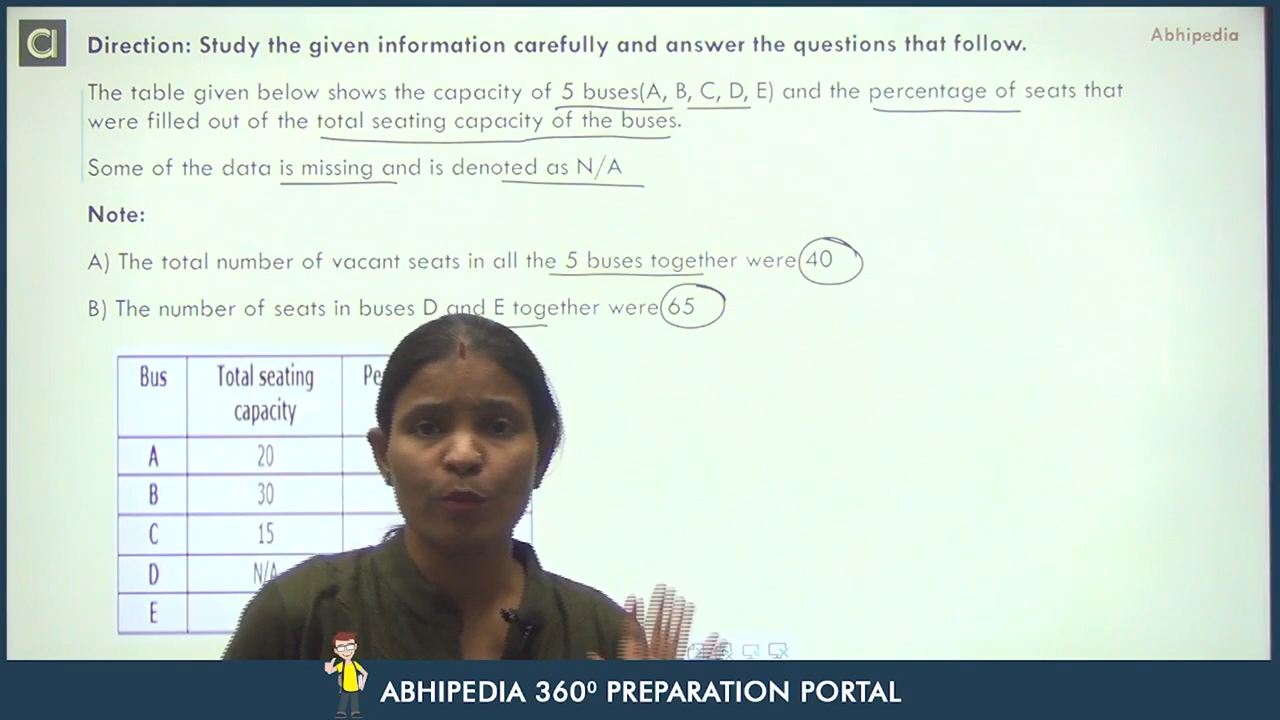 Abhipedia
Direction: Study the given information carefully and answer the questions that follow.
The table given below shows the capacity of 5 buses(A, B, C, D, E) and the percentage of seats that
were filled out of the total seating capacity of the buses.
Some of the data is missing and is denoted as N/A
Note:
A) The total number of vacant seats in all the 5 buses together were 40
B) The number of seats in buses D and E together were 65
Bus Total seating capacity
A 20
B 30
C 15
D N/A
E
ABHIPEDIA 360⁰ PREPARATION PORTAL